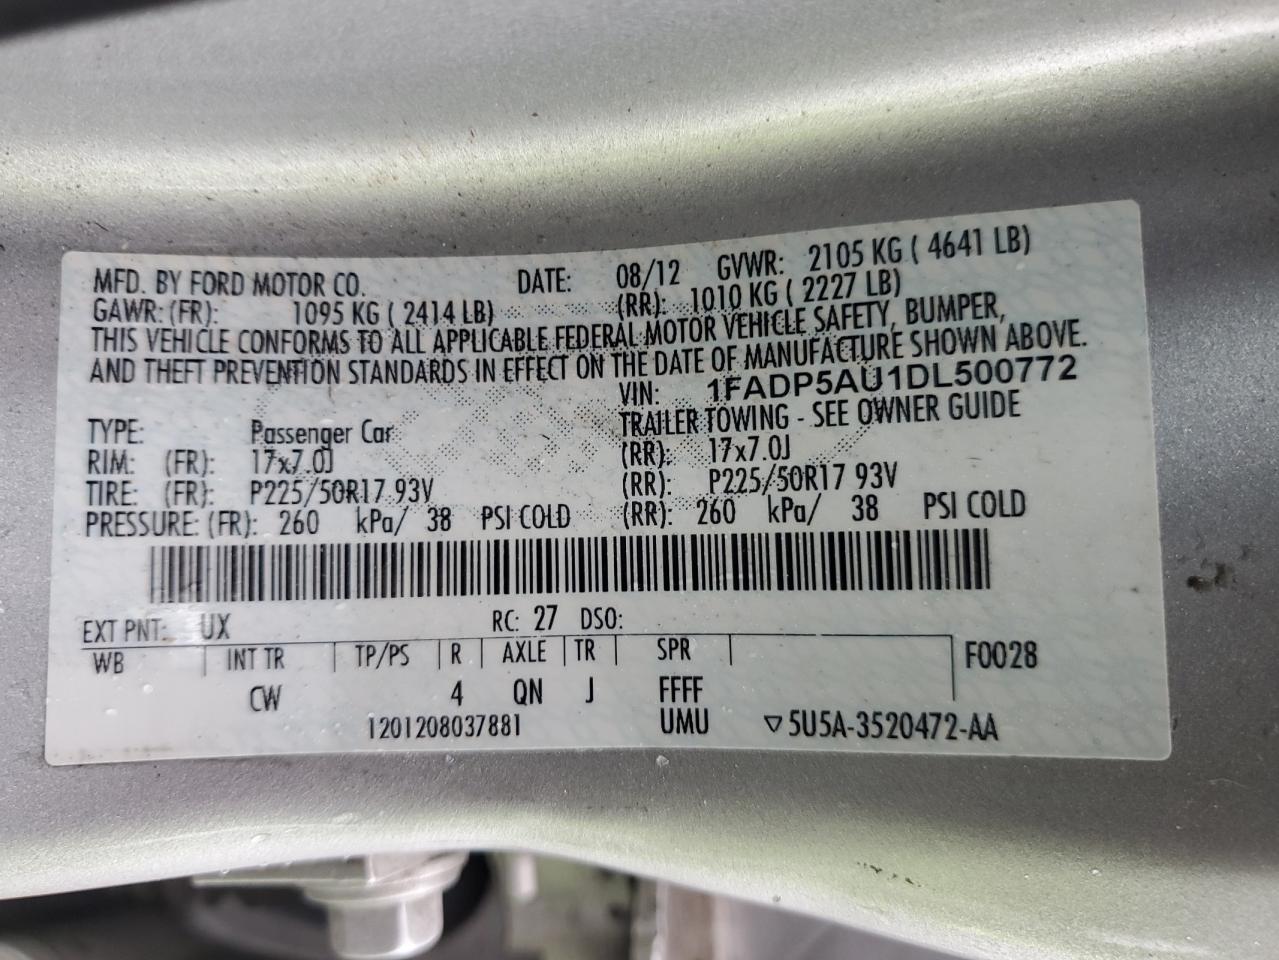 MFD. BY FORD MOTOR CO. DATE: 08/12 GVWR: 2105 KG ( 4641 LB)
GAWR: (FR): 1095 KG ( 2414 LB) (RR): 1010 KG ( 2227 LB)
THIS VEHICLE CONFORMS TO ALL APPLICABLE FEDERAL MOTOR VEHICLE SAFETY, BUMPER,
AND THEFT PREVENTION STANDARDS IN EFFECT ON THE DATE OF MANUFACTURE SHOWN ABOVE.
VIN: 1FADP5AU1DL500772
TRAILER TOWING - SEE OWNER GUIDE
TYPE: Passenger Car
RIM: (FR): 17x7.0J (RR): 17x7.0J
TIRE: (FR): P225/50R17 93V (RR): P225/50R17 93V
PRESSURE: (FR): 260 kPa/ 38 PSI COLD (RR): 260 kPa/ 38 PSI COLD
EXT PNT: UX RC: 27 DSO:
WB INT TR TP/PS R AXLE TR SPR F0028
CW 4 QN J FFFF
1201208037881 UMU ▽5U5A-3520472-AA